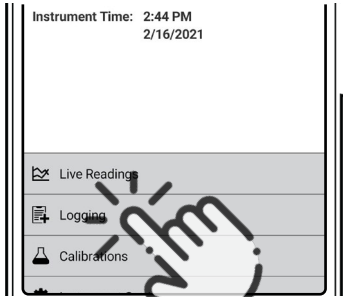 Instrument Time: 2:44 PM
2/16/2021
Live Readings
Logging
Calibrations